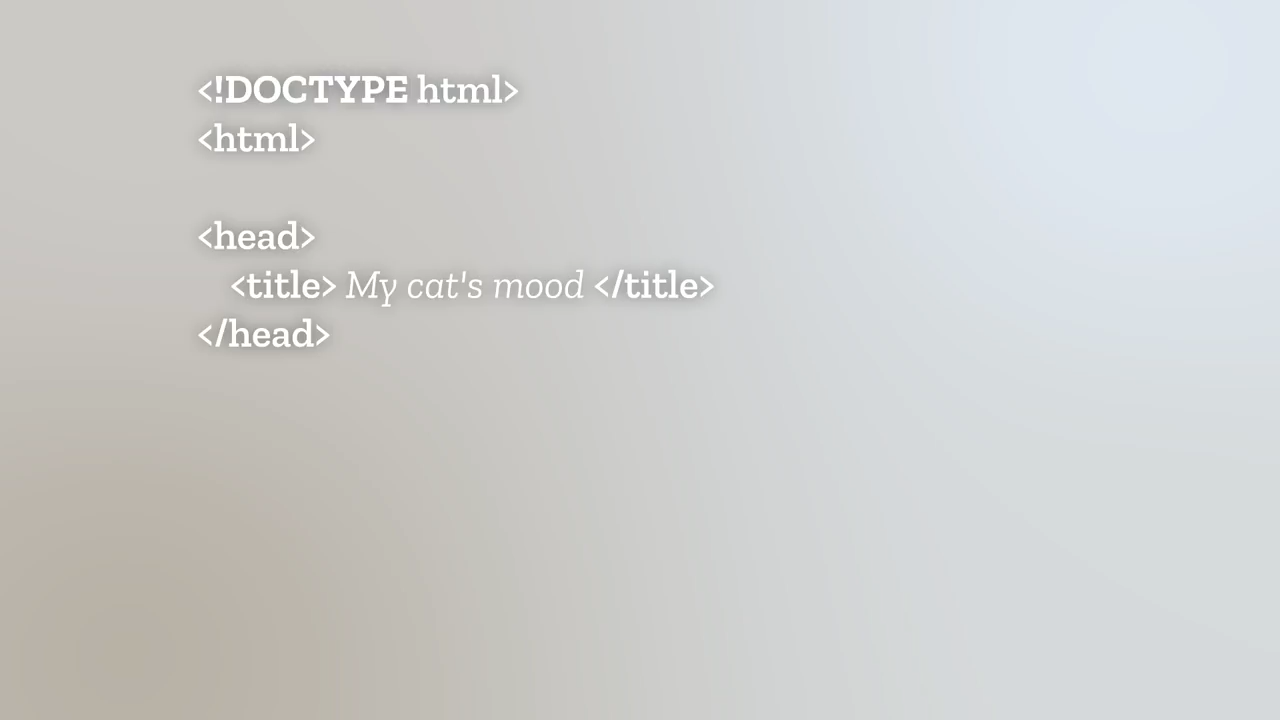 <!DOCTYPE html>
<html>
<head>
<title> My cat's mood </title>
</head>